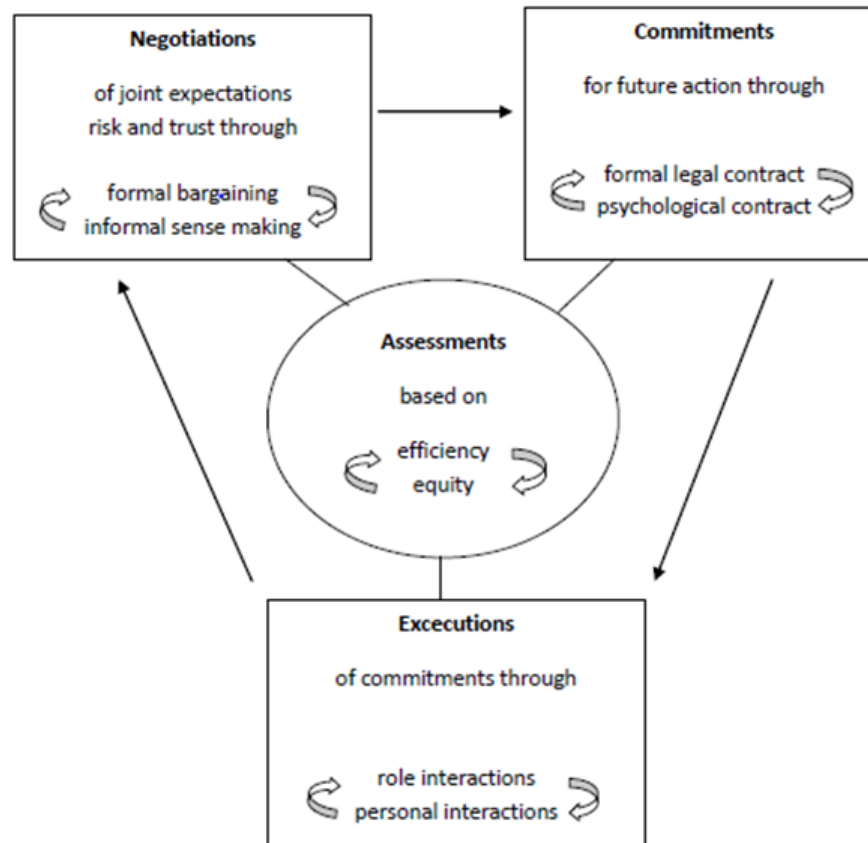 Negotiations
of joint expectations
risk and trust through
formal bargaining
informal sense making
Commitments
for future action through
formal legal contract
psychological contract
Assessments
based on
efficiency
equity
Excecutions
of commitments through
role interactions
personal interactions